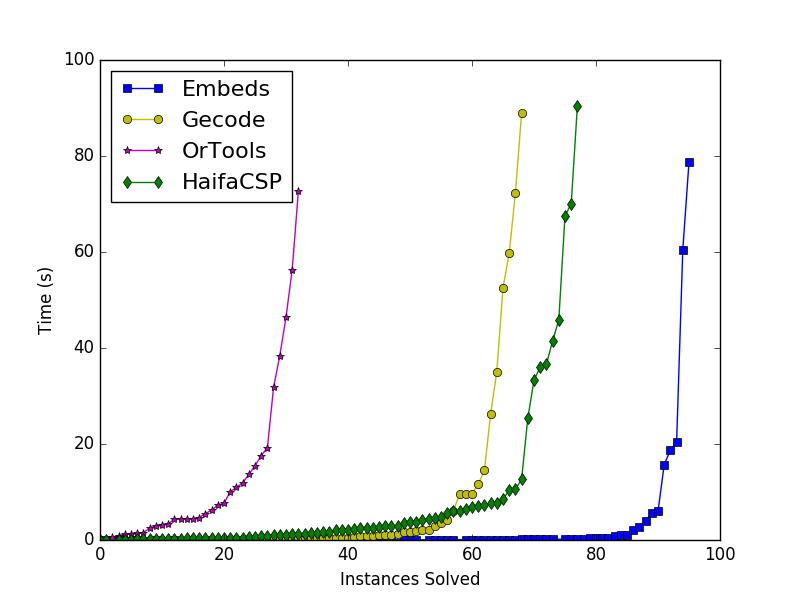 100
80
60
40
20
0
Time (s)
Embeds
Gecode
OrTools
HaifaCSP
0 20 40 60 80 100
Instances Solved